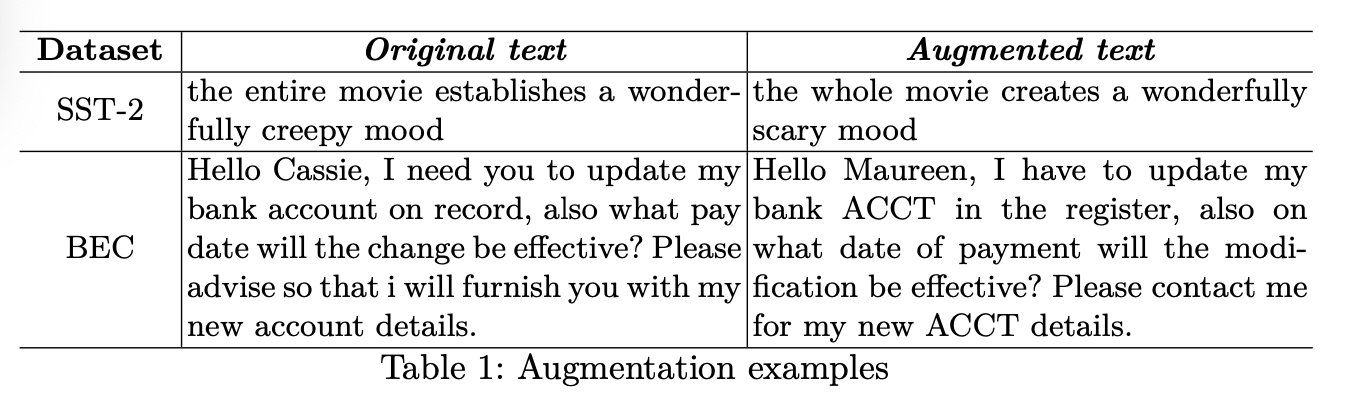 Dataset Original text Augmented text
SST-2
the entire movie establishes a wonder-
fully creepy mood
the whole movie creates a wonderfully
scary mood
BEC
Hello Cassie, I need you to update my
bank account on record, also what pay
date will the change be effective? Please
advise so that i will furnish you with my
new account details.
Hello Maureen, I have to update my
bank ACCT in the register, also on
what date of payment will the modi-
fication be effective? Please contact me
for my new ACCT details.
Table 1: Augmentation examples